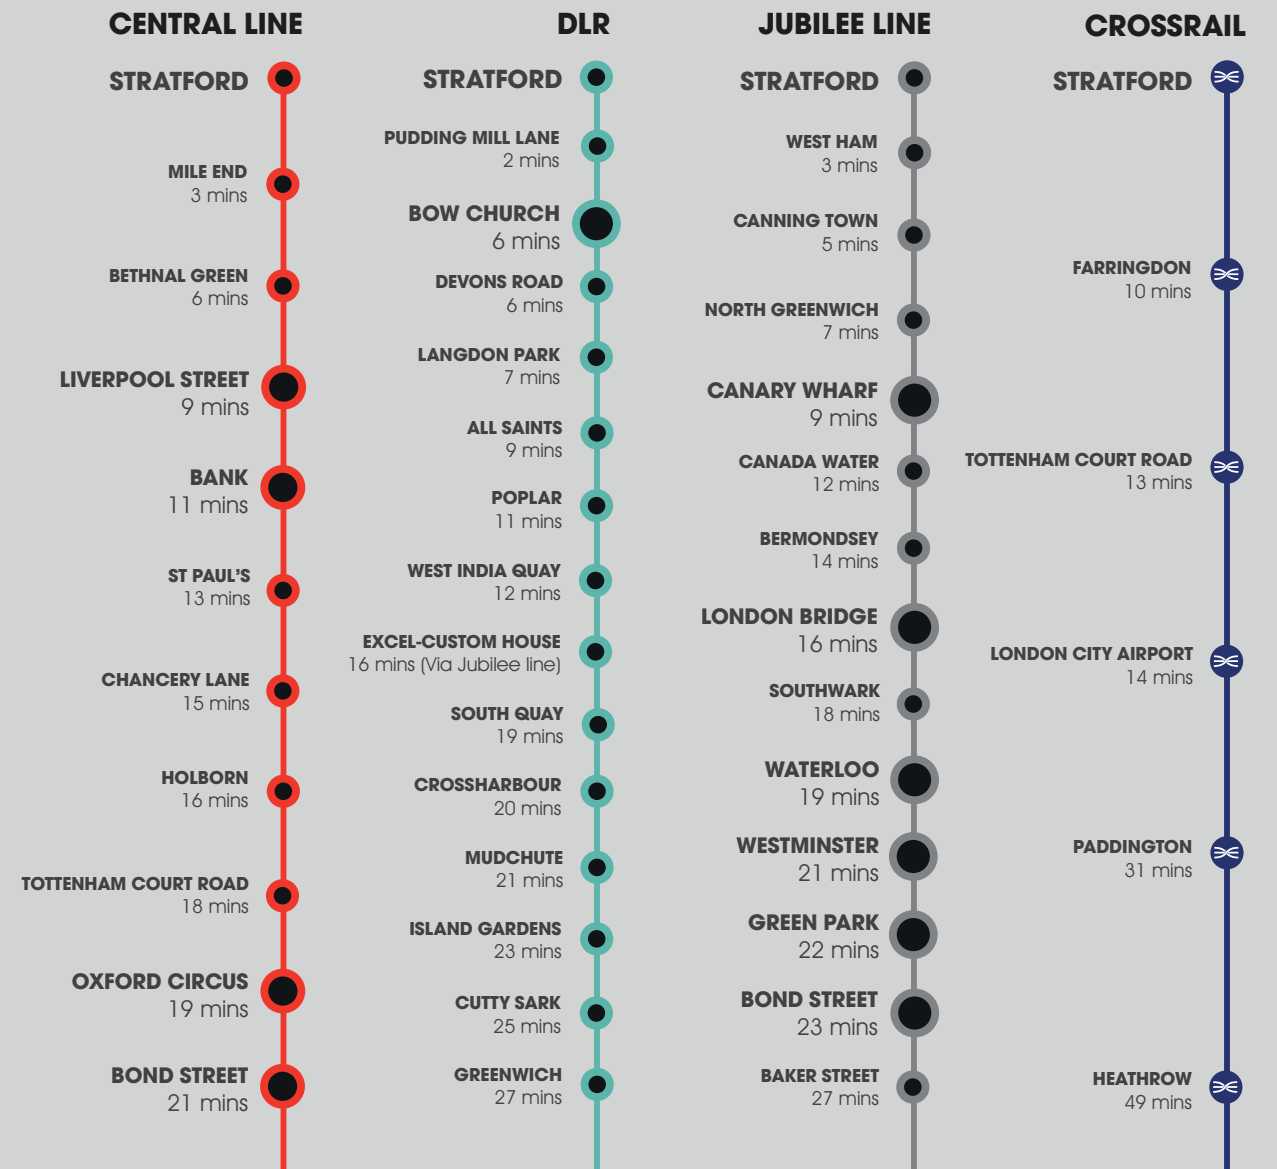 CENTRAL LINE
STRATFORD
MILE END
3 mins
BETHNAL GREEN
6 mins
LIVERPOOL STREET
9 mins
BANK
11 mins
ST PAUL'S
13 mins
CHANCERY LANE
15 mins
HOLBORN
16 mins
TOTTENHAM COURT ROAD
18 mins
OXFORD CIRCUS
19 mins
BOND STREET
21 mins
DLR
STRATFORD
PUDDING MILL LANE
2 mins
BOW CHURCH
6 mins
DEVONS ROAD
6 mins
LANGDON PARK
7 mins
ALL SAINTS
9 mins
POPLAR
11 mins
WEST INDIA QUAY
12 mins
EXCEL-CUSTOM HOUSE
16 mins (Via Jubilee line)
SOUTH QUAY
19 mins
CROSSHARBOUR
20 mins
MUDCHUTE
21 mins
ISLAND GARDENS
23 mins
CUTTY SARK
25 mins
GREENWICH
27 mins
JUBILEE LINE
STRATFORD
WEST HAM
3 mins
CANNING TOWN
5 mins
NORTH GREENWICH
7 mins
CANARY WHARF
9 mins
CANADA WATER
12 mins
BERMONDSEY
14 mins
LONDON BRIDGE
16 mins
SOUTHWARK
18 mins
WATERLOO
19 mins
WESTMINSTER
21 mins
GREEN PARK
22 mins
BOND STREET
23 mins
BAKER STREET
27 mins
CROSSRAIL
STRATFORD
FARRINGDON
10 mins
TOTTENHAM COURT ROAD
13 mins
LONDON CITY AIRPORT
14 mins
PADDINGTON
31 mins
HEATHROW
49 mins